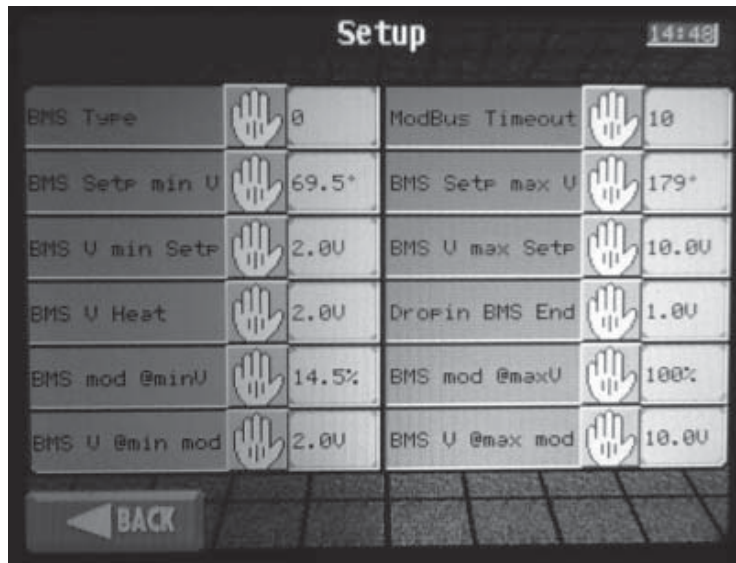 Setup 14:48
BMS Type 0 ModBus Timeout 10
BMS Setp min V 69.5° BMS Setp max V 179°
BMS V min Setp 2.0V BMS V max Setp 10.0V
BMS V Heat 2.0V Dropin BMS End 1.0V
BMS mod @minV 14.5% BMS mod @maxV 100%
BMS V @min mod 2.0V BMS V @max mod 10.0V
BACK